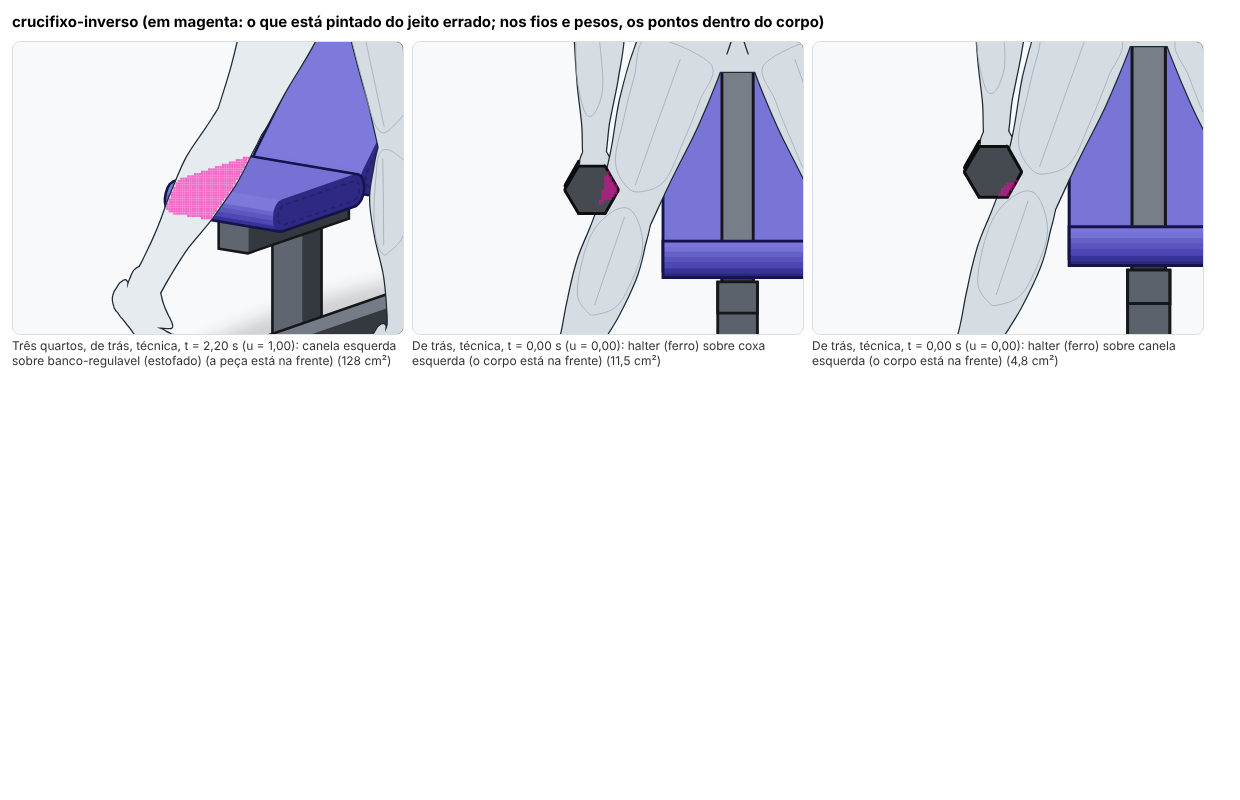 crucifixo-inverso (em magenta: o que está pintado do jeito errado; nos fios e pesos, os pontos dentro do corpo)
Três quartos, de trás, técnica, t = 2,20 s (u = 1,00): canela esquerda
sobre banco-regulavel (estofado) (a peça está na frente) (128 cm²)
De trás, técnica, t = 0,00 s (u = 0,00): halter (ferro) sobre coxa
esquerda (o corpo está na frente) (11,5 cm²)
De trás, técnica, t = 0,00 s (u = 0,00): halter (ferro) sobre canela
esquerda (o corpo está na frente) (4,8 cm²)